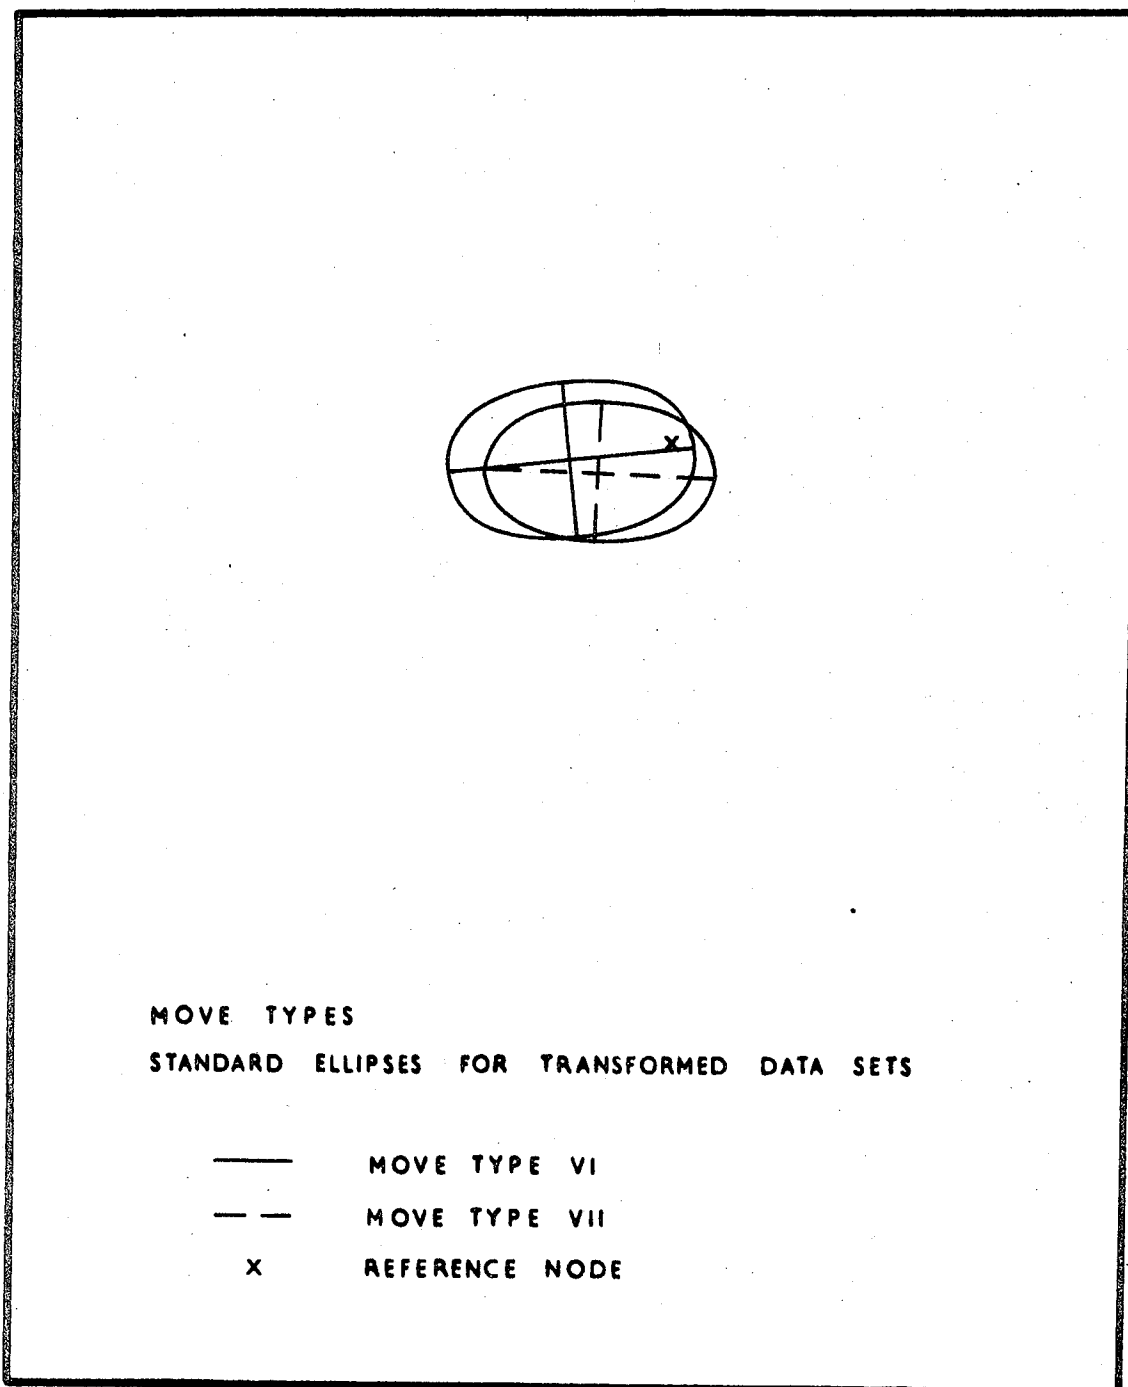 X
MOVE TYPES
STANDARD ELLIPSES FOR TRANSFORMED DATA SETS
MOVE TYPE VI
MOVE TYPE VII
X REFERENCE NODE